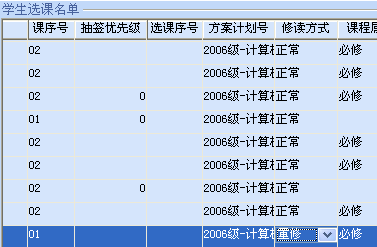 学生选课名单
课序号 抽签优先级 选课序号 方案计划号 修读方式 课程属
02 2006级-计算机 正常 必修
02 2006级-计算机 正常 必修
02 0 2006级-计算机 正常
01 0 2006级-计算机 正常
02 2006级-计算机 正常 必修
02 2006级-计算机 正常 必修
02 0 2006级-计算机 正常
02 2006级-计算机 正常 必修
01 2006级-计算机 重修 必修